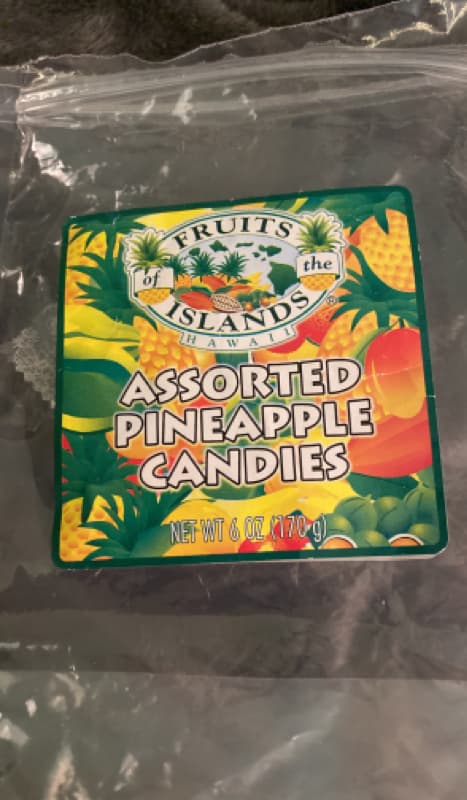 FRUITS
of the
ISLANDS®
HAWAII
ASSORTED
PINEAPPLE
CANDIES
NET WT 6 OZ (170 g)